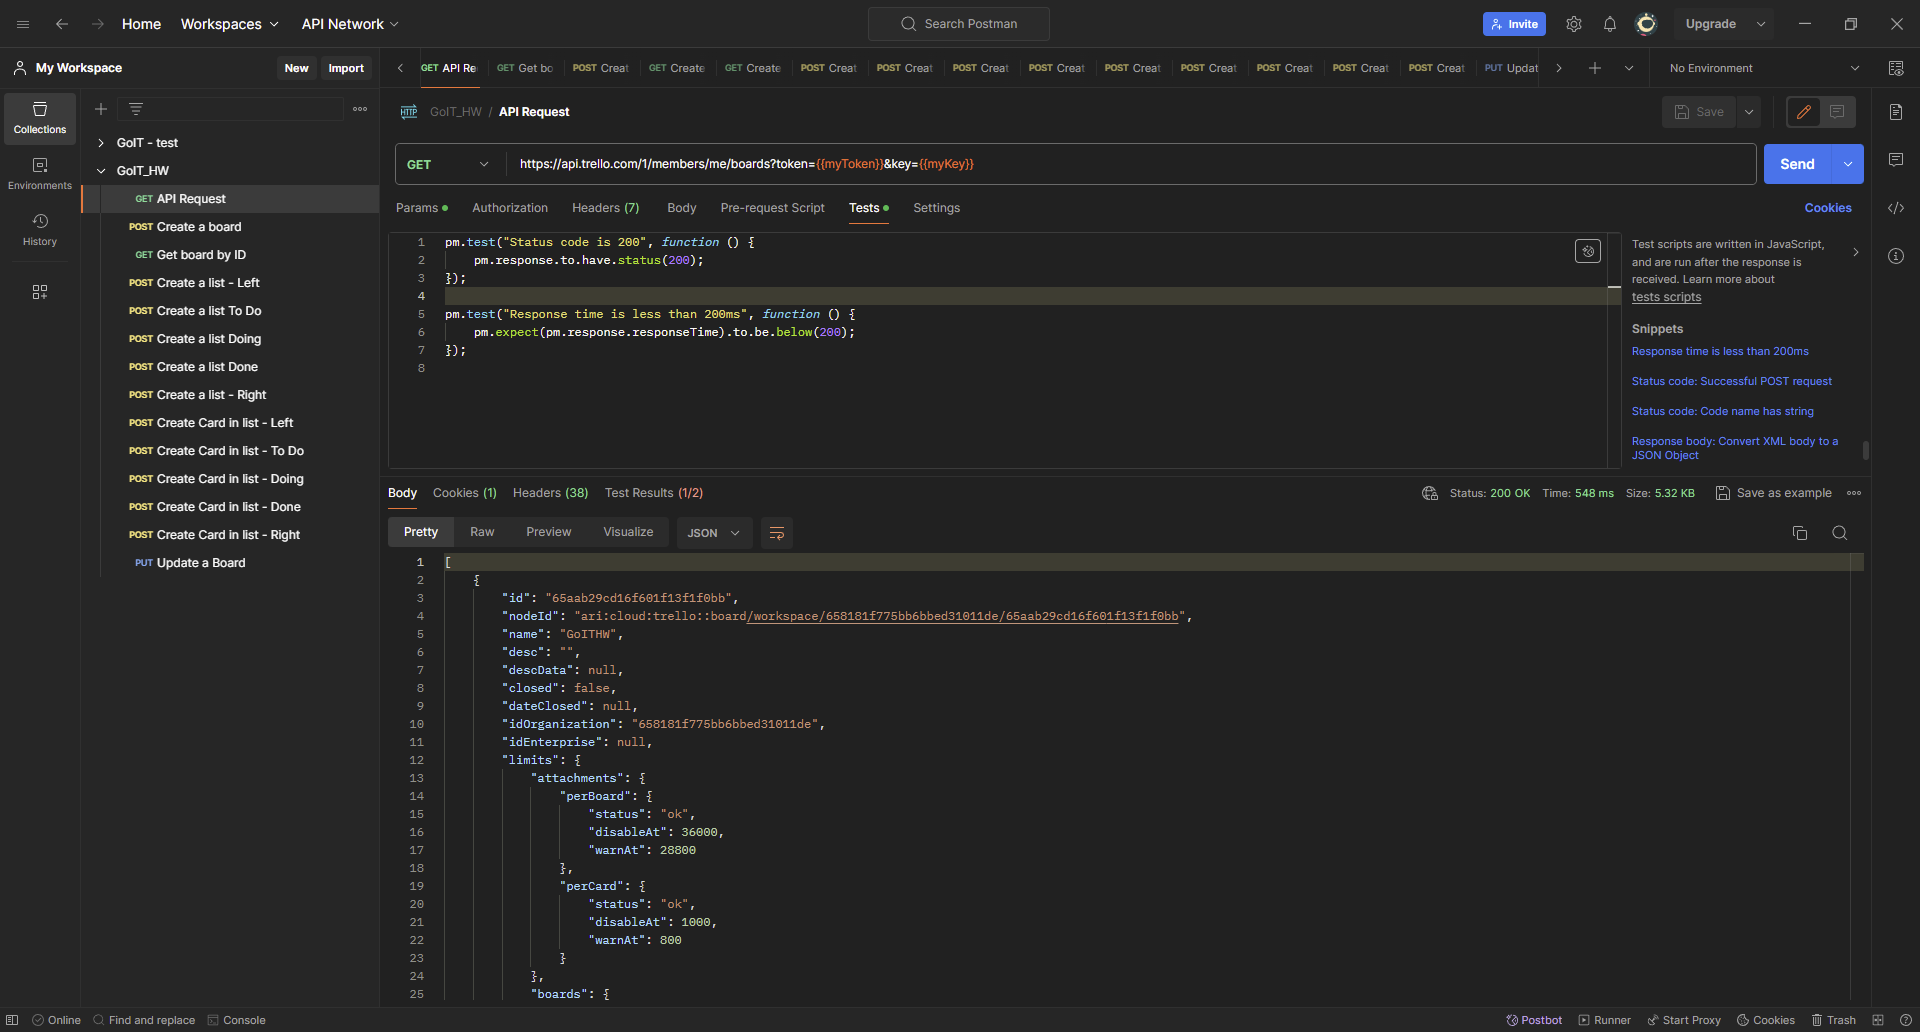 Home Workspaces API Network Search Postman Invite Upgrade
My Workspace New Import GET API Re GET Get bo POST Creat GET Create GET Create POST Creat POST Creat POST Creat POST Creat POST Creat POST Creat POST Creat POST Creat POST Creat PUT Updat No Environment
Collections
Environments
History
GoIT - test
GoIT_HW
GET API Request
POST Create a board
GET Get board by ID
POST Create a list - Left
POST Create a list To Do
POST Create a list Doing
POST Create a list Done
POST Create a list - Right
POST Create Card in list - Left
POST Create Card in list - To Do
POST Create Card in list - Doing
POST Create Card in list - Done
POST Create Card in list - Right
PUT Update a Board
HTTP GoIT_HW / API Request Save
GET https://api.trello.com/1/members/me/boards?token={{myToken}}&key={{myKey}} Send
Params Authorization Headers (7) Body Pre-request Script Tests Settings Cookies
1 pm.test("Status code is 200", function () {
2 pm.response.to.have.status(200);
3 });
4
5 pm.test("Response time is less than 200ms", function () {
6 pm.expect(pm.response.responseTime).to.be.below(200);
7 });
8
Test scripts are written in JavaScript,
and are run after the response is
received. Learn more about
tests scripts
Snippets
Response time is less than 200ms
Status code: Successful POST request
Status code: Code name has string
Response body: Convert XML body to a
JSON Object
Body Cookies (1) Headers (38) Test Results (1/2) Status: 200 OK Time: 548 ms Size: 5.32 KB Save as example
Pretty Raw Preview Visualize JSON
1 [
2 {
3 "id": "65aab29cd16f601f13f1f0bb",
4 "nodeId": "ari:cloud:trello::board/workspace/658181f775bb6bbed31011de/65aab29cd16f601f13f1f0bb",
5 "name": "GoITHW",
6 "desc": "",
7 "descData": null,
8 "closed": false,
9 "dateClosed": null,
10 "idOrganization": "658181f775bb6bbed31011de",
11 "idEnterprise": null,
12 "limits": {
13 "attachments": {
14 "perBoard": {
15 "status": "ok",
16 "disableAt": 36000,
17 "warnAt": 28800
18 },
19 "perCard": {
20 "status": "ok",
21 "disableAt": 1000,
22 "warnAt": 800
23 }
24 },
25 "boards": {
Online Find and replace Console Postbot Runner Start Proxy Cookies Trash